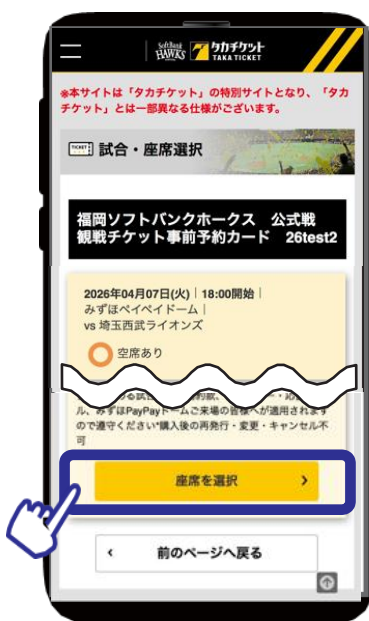 SoftBank HAWKS タカチケット TAKA TICKET
※本サイトは「タカチケット」の特別サイトとなり、「タカ
チケット」とは一部異なる仕様がございます。
TICKET 試合・座席選択
福岡ソフトバンクホークス 公式戦
観戦チケット事前予約カード 26test2
2026年04月07日(火)|18:00開始|
みずほペイペイドーム|
vs 埼玉西武ライオンズ
空席あり
ル、みずほPayPayドームご来場の皆様へが適用されます
ので遵守ください*購入後の再発行・変更・キャンセル不
可
座席を選択 >
< 前のページへ戻る